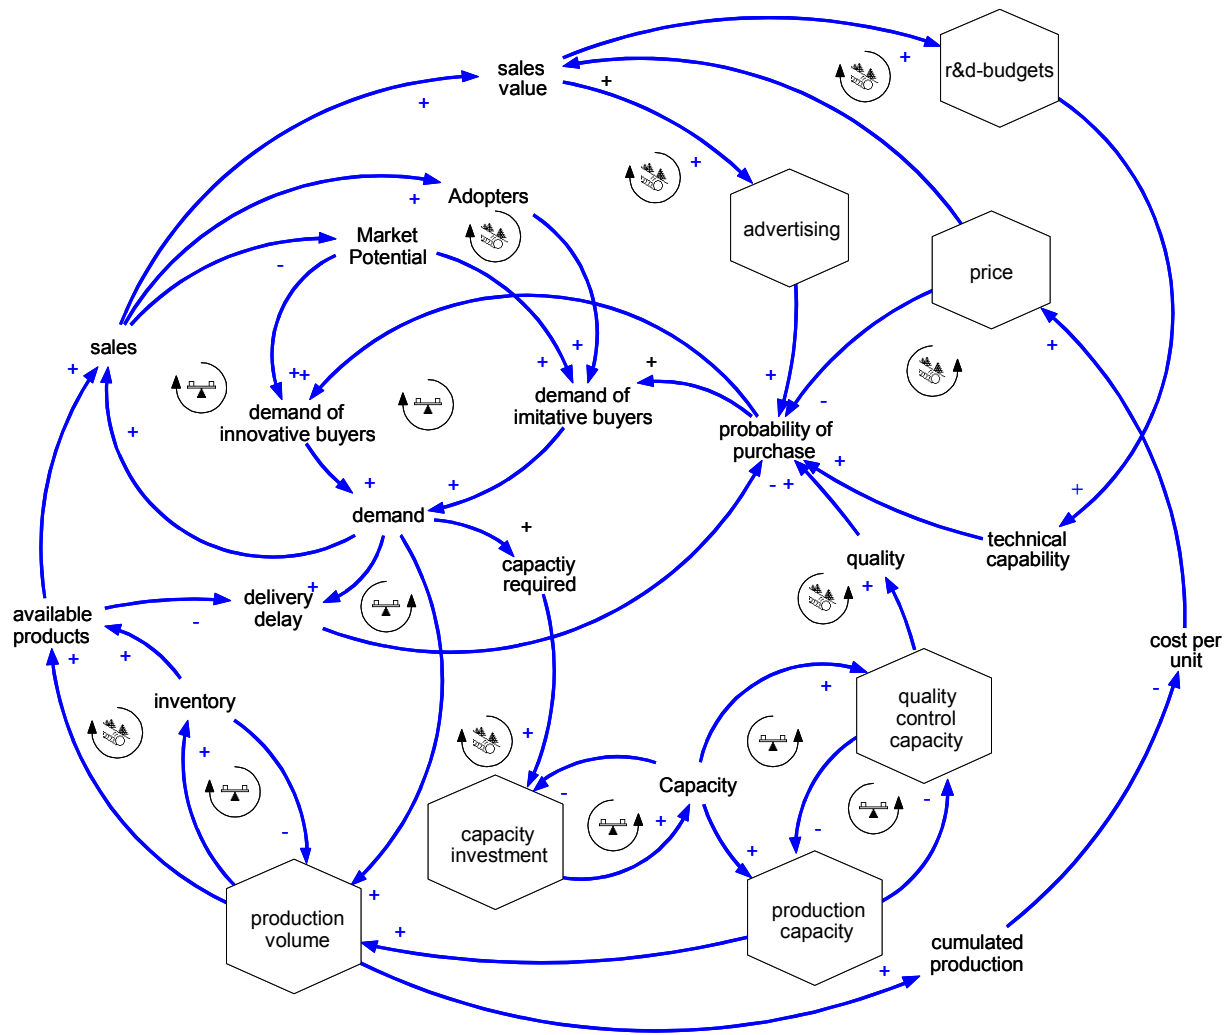 sales
value
r&d-budgets
+
+
+
+
Adopters
+
advertising
Market
Potential
-
price
sales
+
+
+
+
+
++
+
-
demand of
innovative buyers
demand of
imitative buyers
probability of
purchase
+
+
+
+
- +
+
demand
+
capactiy
required
technical
capability
quality
+
+
delivery
delay
available
products
-
+
+
cost per
unit
-
inventory
+
quality
control
capacity
+
+
Capacity
-
-
+
-
-
+
capacity
investment
+
+
production
volume
production
capacity
+
cumulated
production
+